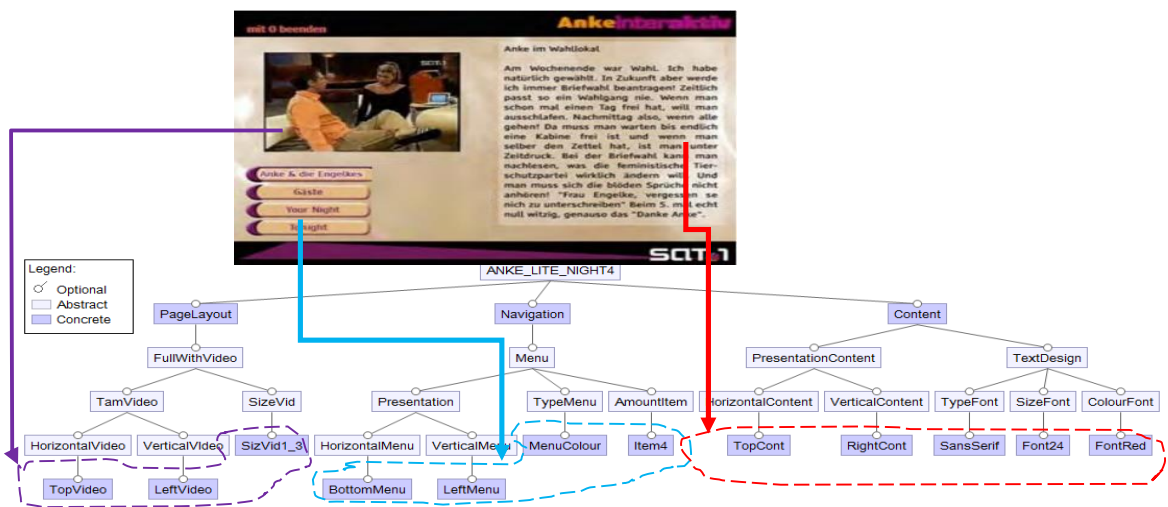 mit 0 beenden
Ankeinteraktiv
Anke im Wahllokal
Am Wochenende war Wahl. Ich habe
natürlich gewählt. In Zukunft aber werde
ich immer Briefwahl beantragen! Zeitlich
passt so ein Wahlgang nie. Wenn man
schon mal einen Tag frei hat, will man
ausschlafen. Nachmittag also, wenn alle
gehen! Da muss man warten bis endlich
eine Kabine frei ist und wenn man
selber den Zettel hat, ist man unter
Zeitdruck. Bei der Briefwahl kann man
nachlesen, was die feministische Tier-
schutzpartei wirklich ändern will. Und
man muss sich die blöden Sprüche nicht
anhören! "Frau Engelke, vergessen se
nich zu unterschreiben" Beim 5. mal echt
null witzig, genauso das "Danke Anke".
SAT.1
Anke & die Engelkes
Gäste
Your Night
Tonight
SAT.1
Legend:
Optional
Abstract
Concrete
ANKE_LITE_NIGHT4
PageLayout
Navigation
Content
FullWithVideo
Menu
PresentationContent
TextDesign
TamVideo
SizeVid
Presentation
TypeMenu
AmountItem
HorizontalContent
VerticalContent
TypeFont
SizeFont
ColourFont
HorizontalVideo
VerticalVIdeo
SizVid1_3
HorizontalMenu
VerticalMenu
MenuColour
Item4
TopCont
RightCont
SansSerif
Font24
FontRed
TopVideo
LeftVideo
BottomMenu
LeftMenu